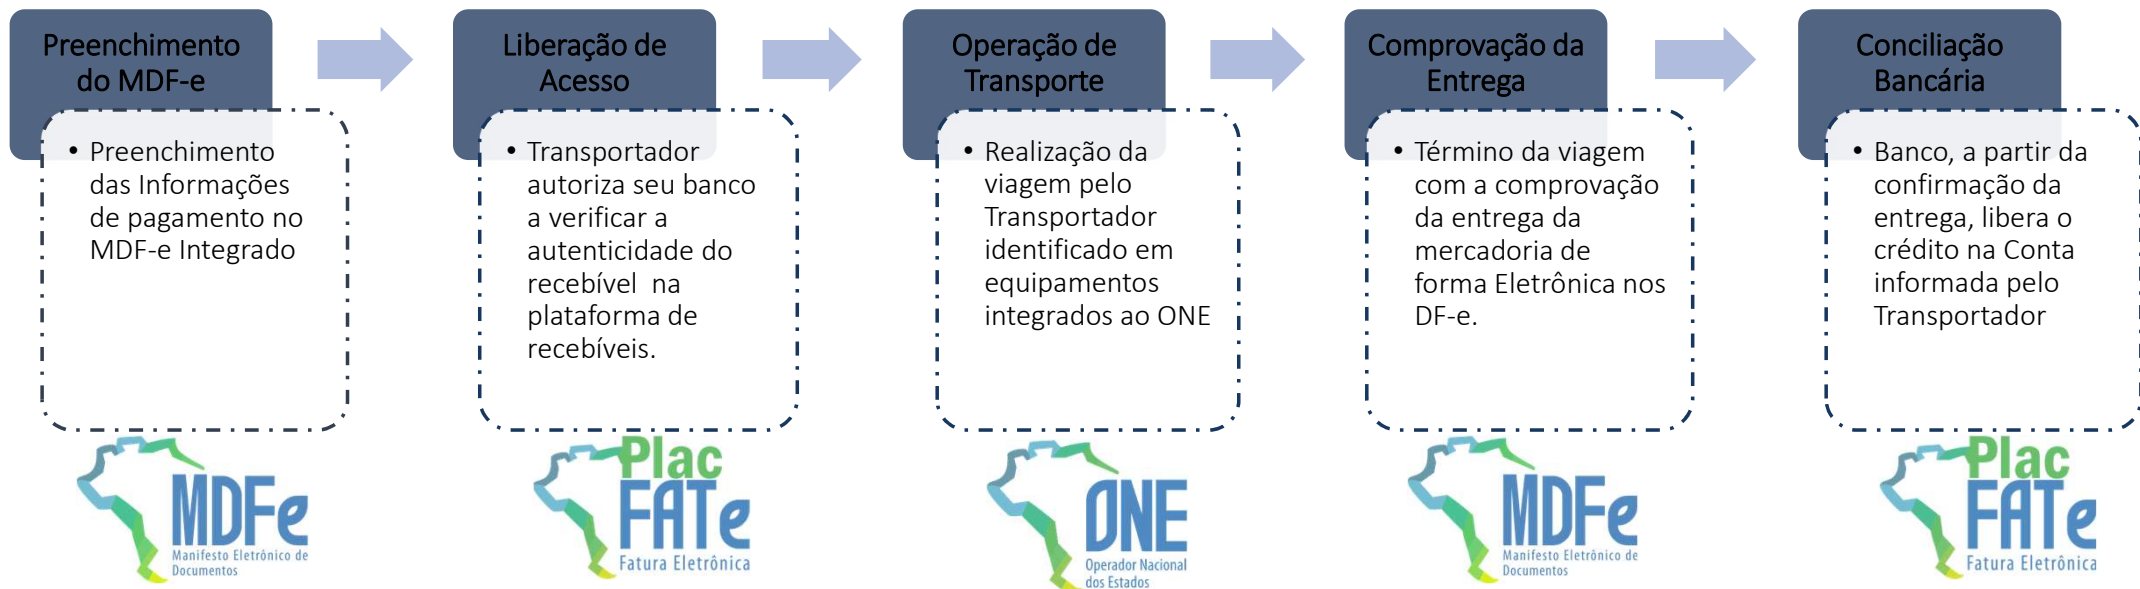 Preenchimento
do MDF-e
• Preenchimento
das Informações
de pagamento no
MDF-e Integrado
MDFe
Manifesto Eletrônico de
Documentos
Liberação de
Acesso
• Transportador
autoriza seu banco
a verificar a
autenticidade do
recebível na
plataforma de
recebíveis.
Plac
FATe
Fatura Eletrônica
Operação de
Transporte
• Realização da
viagem pelo
Transportador
identificado em
equipamentos
integrados ao ONE
ONE
Operador Nacional
dos Estados
Comprovação da
Entrega
• Término da viagem
com a comprovação
da entrega da
mercadoria de
forma Eletrônica nos
DF-e.
MDFe
Manifesto Eletrônico de
Documentos
Conciliação
Bancária
• Banco, a partir da
confirmação da
entrega, libera o
crédito na Conta
informada pelo
Transportador
Plac
FATe
Fatura Eletrônica